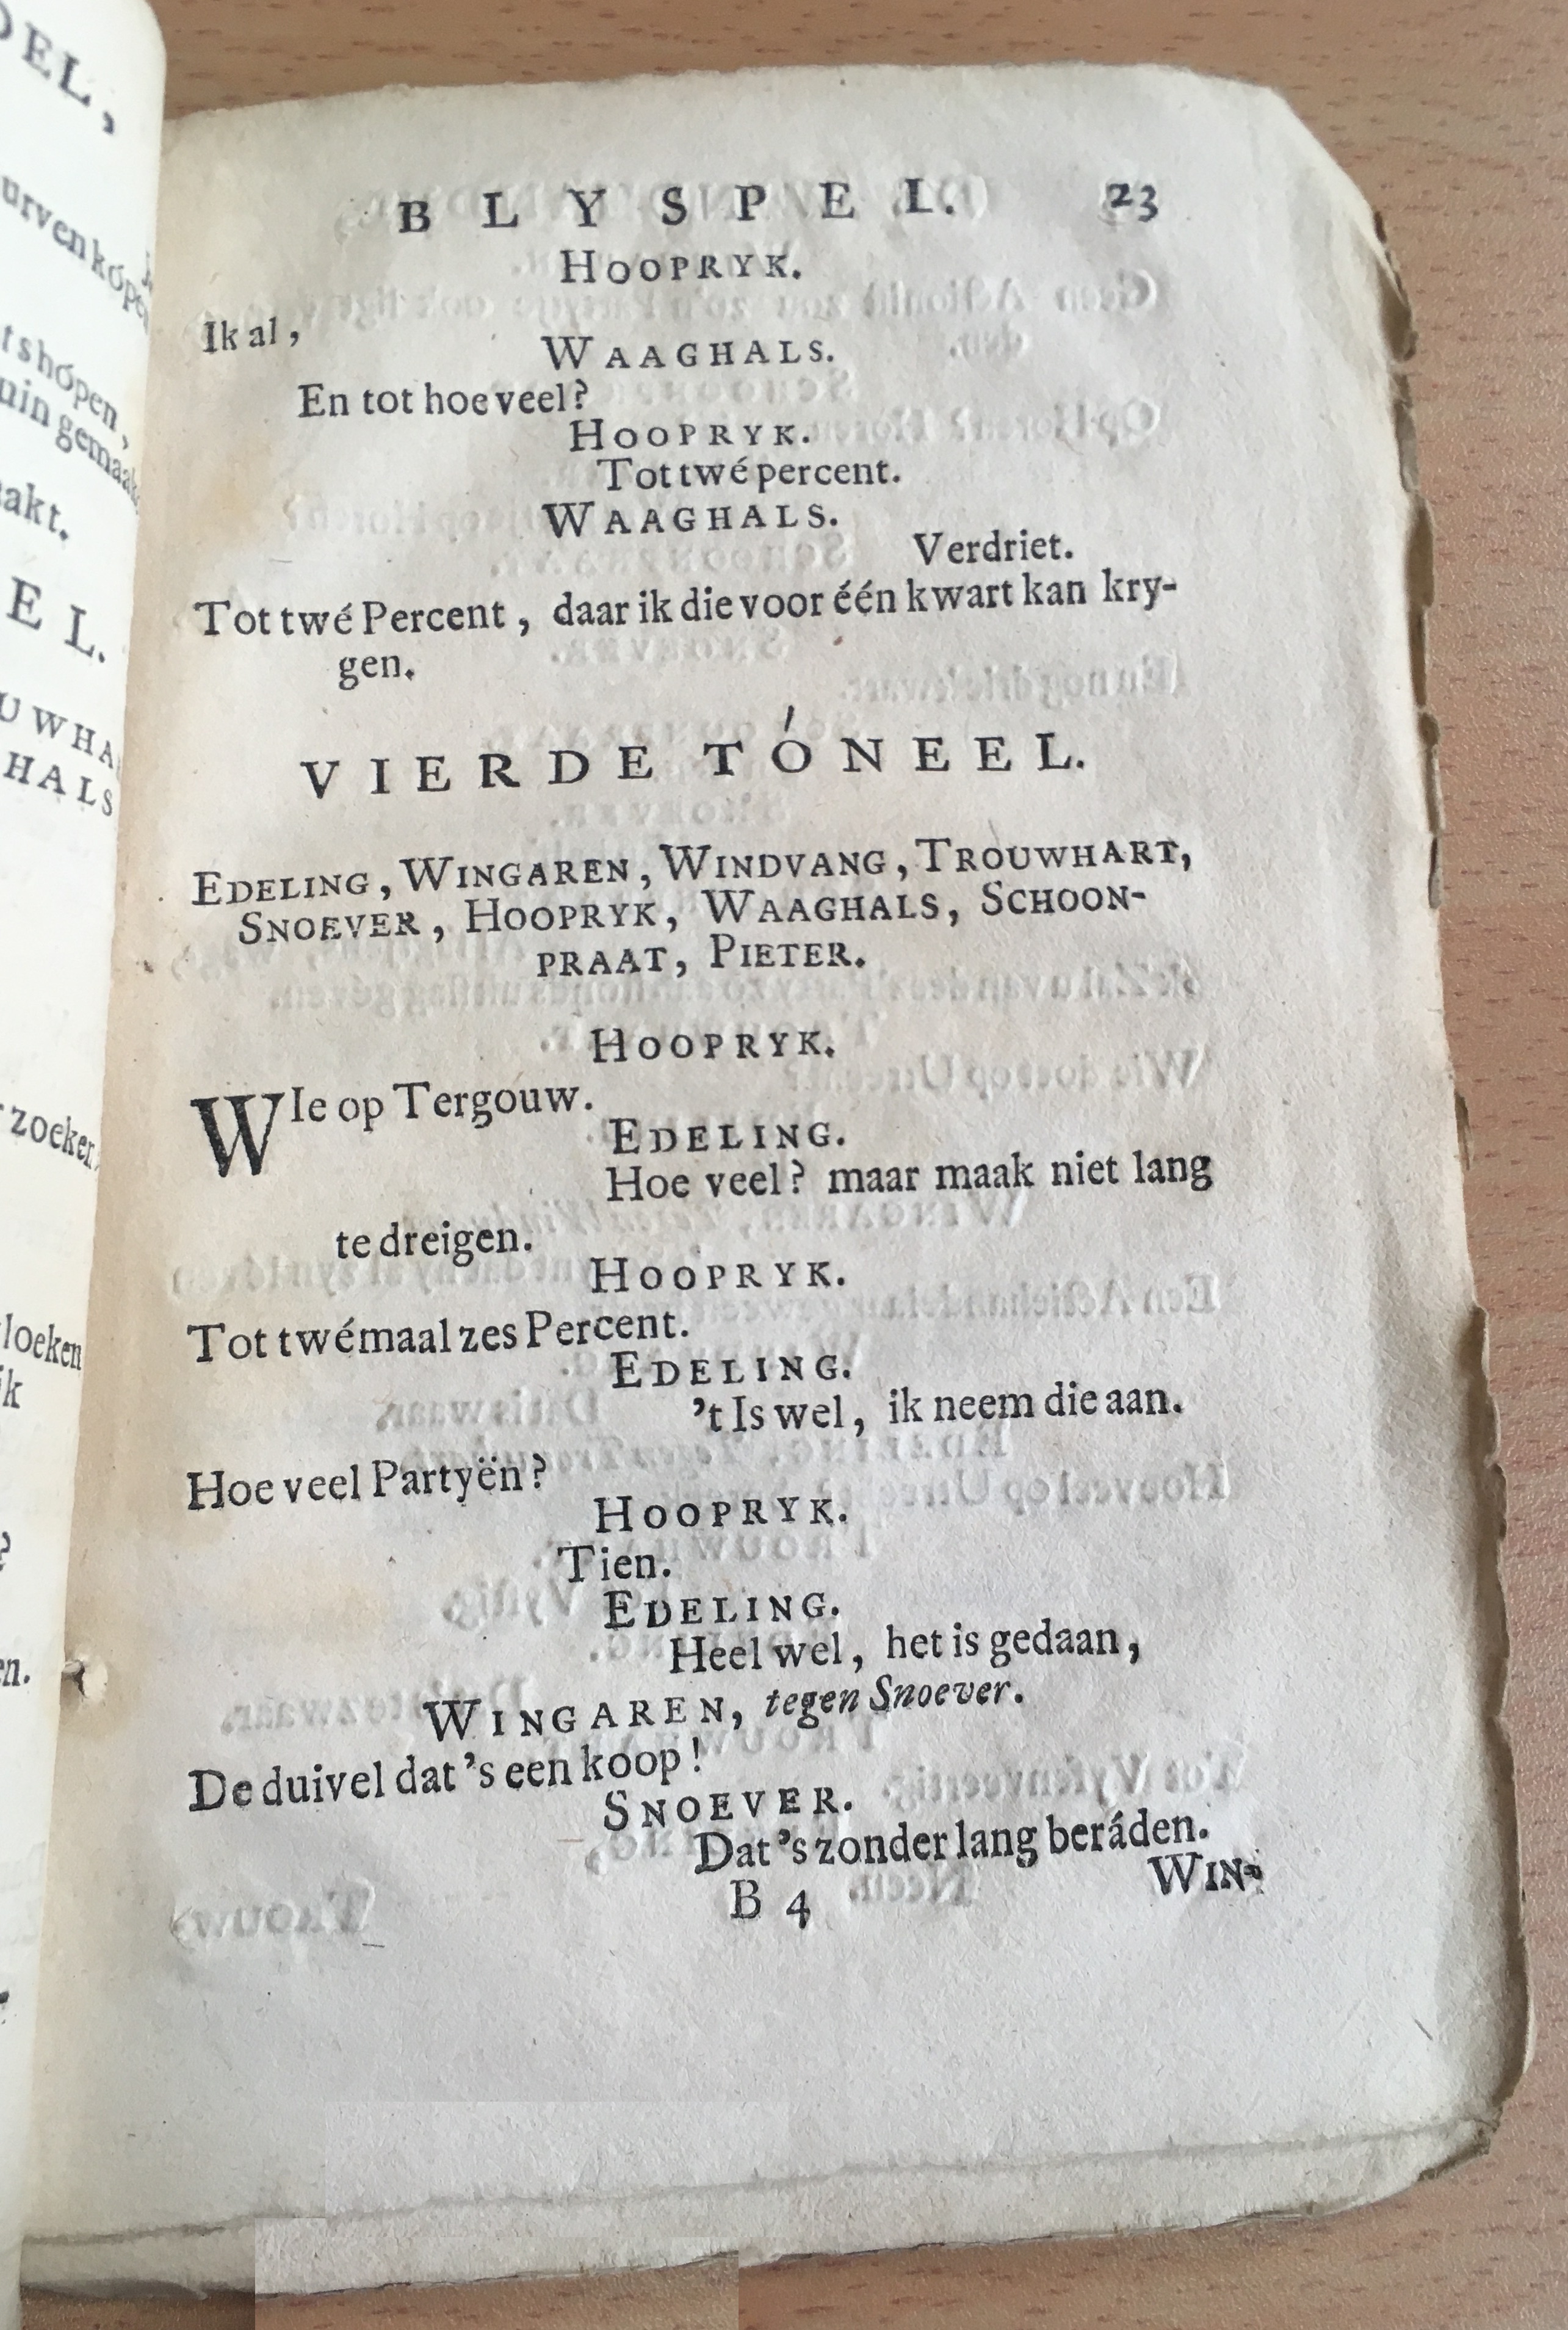 BLYSPEL. 23
HOOPRYK.
Ik al,
WAAGHALS.
En tot hoe veel?
HOOPRYK.
Tot twé percent.
WAAGHALS.
Verdriet.
Tot twé Percent, daar ik die voor één kwart kan kry-
gen.
VIERDE TÓNEEL.
EDELING, WINGAREN, WINDVANG, TROUWHART,
SNOEVER, HOOPRYK, WAAGHALS, SCHOON-
PRAAT, PIETER.
HOOPRYK.
WIe op Tergouw.
EDELING.
Hoe veel? maar maak niet lang
te dreigen.
HOOPRYK.
Tot twémaal zes Percent.
EDELING.
't Is wel, ik neem die aan.
Hoe veel Partyën?
HOOPRYK.
Tien.
EDELING.
Heel wel, het is gedaan,
WINGAREN, tegen Snoever.
De duivel dat's een koop!
SNOEVER.
Dat's zonder lang beráden.
B 4 WIN-